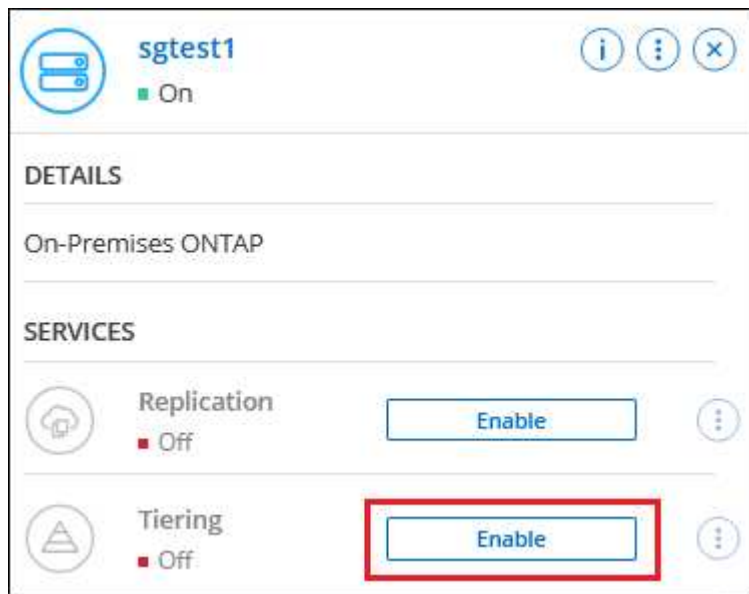 sgtest1
On
DETAILS
On-Premises ONTAP
SERVICES
Replication
Off
Enable
Tiering
Off
Enable